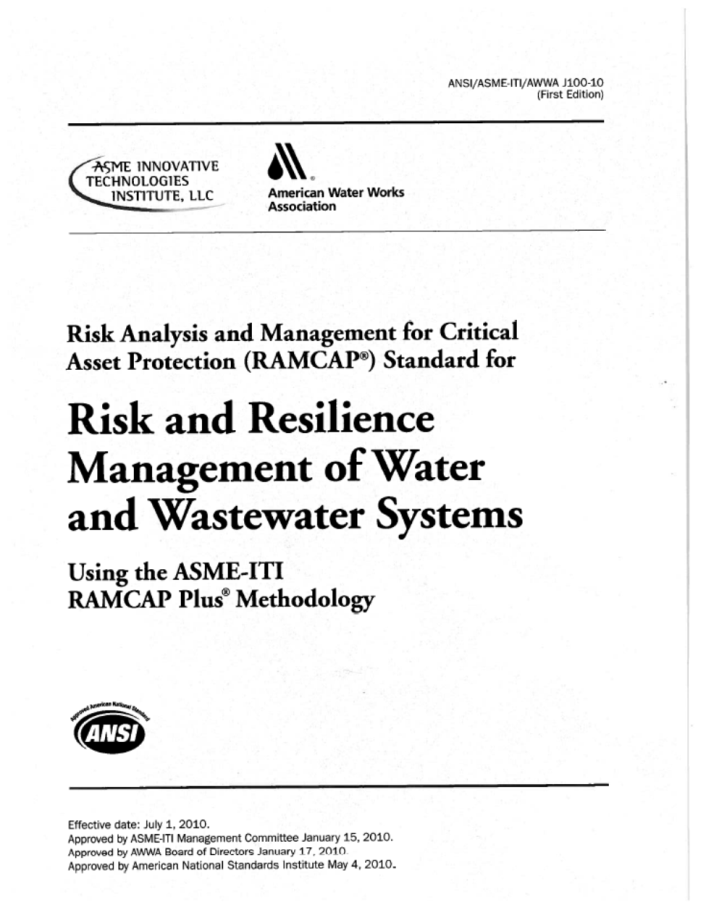 ANSI/ASME-ITI/AWWA J100-10
(First Edition)
ASME INNOVATIVE
TECHNOLOGIES
INSTITUTE, LLC
American Water Works
Association
Risk Analysis and Management for Critical
Asset Protection (RAMCAP®) Standard for
Risk and Resilience
Management of Water
and Wastewater Systems
Using the ASME-ITI
RAMCAP Plus® Methodology
Approved American National Standard
ANSI
Effective date: July 1, 2010.
Approved by ASME-ITI Management Committee January 15, 2010.
Approved by AWWA Board of Directors January 17, 2010.
Approved by American National Standards Institute May 4, 2010.